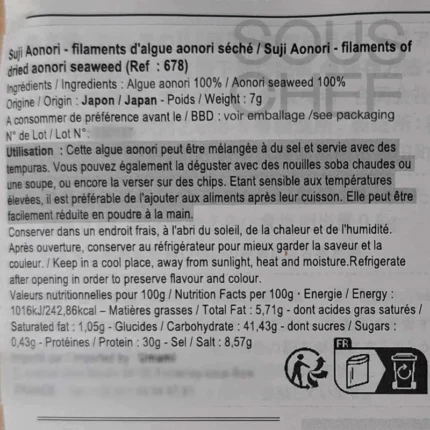 SOUS
CHEF
Suji Aonori - filaments d'algue aonori séché / Suji Aonori - filaments of
dried aonori seaweed (Ref : 678)
Ingrédients / Ingredients : Algue aonori 100% / Aonori seaweed 100%
Origine / Origin : Japon / Japan - Poids / Weight : 7g
A consommer de préférence avant le / BBD : voir emballage /see packaging
N° de Lot / Lot N°:
Utilisation : Cette algue aonori peut être mélangée à du sel et servie avec des
tempuras. Vous pouvez également la déguster avec des nouilles soba chaudes ou
une soupe, ou encore la verser sur des chips. Etant sensible aux températures
élevées, il est préférable de l'ajouter aux aliments après leur cuisson. Elle peut être
facilement réduite en poudre à la main.
Conserver dans un endroit frais, à l'abri du soleil, de la chaleur et de l'humidité.
Après ouverture, conserver au réfrigérateur pour mieux garder la saveur et la
couleur. / Keep in a cool place, away from sunlight, heat and moisture.Refrigerate
after opening in order to preserve flavour and colour.
Valeurs nutritionnelles pour 100g / Nutrition Facts per 100g - Energie / Energy :
1016kJ/242,86kcal – Matières grasses / Total Fat : 5,71g - dont acides gras saturés /
Saturated fat : 1,05g - Glucides / Carbohydrate : 41,43g - dont sucres / Sugars :
0,43g - Protéines / Protein : 30g - Sel / Salt : 8,57g
FR